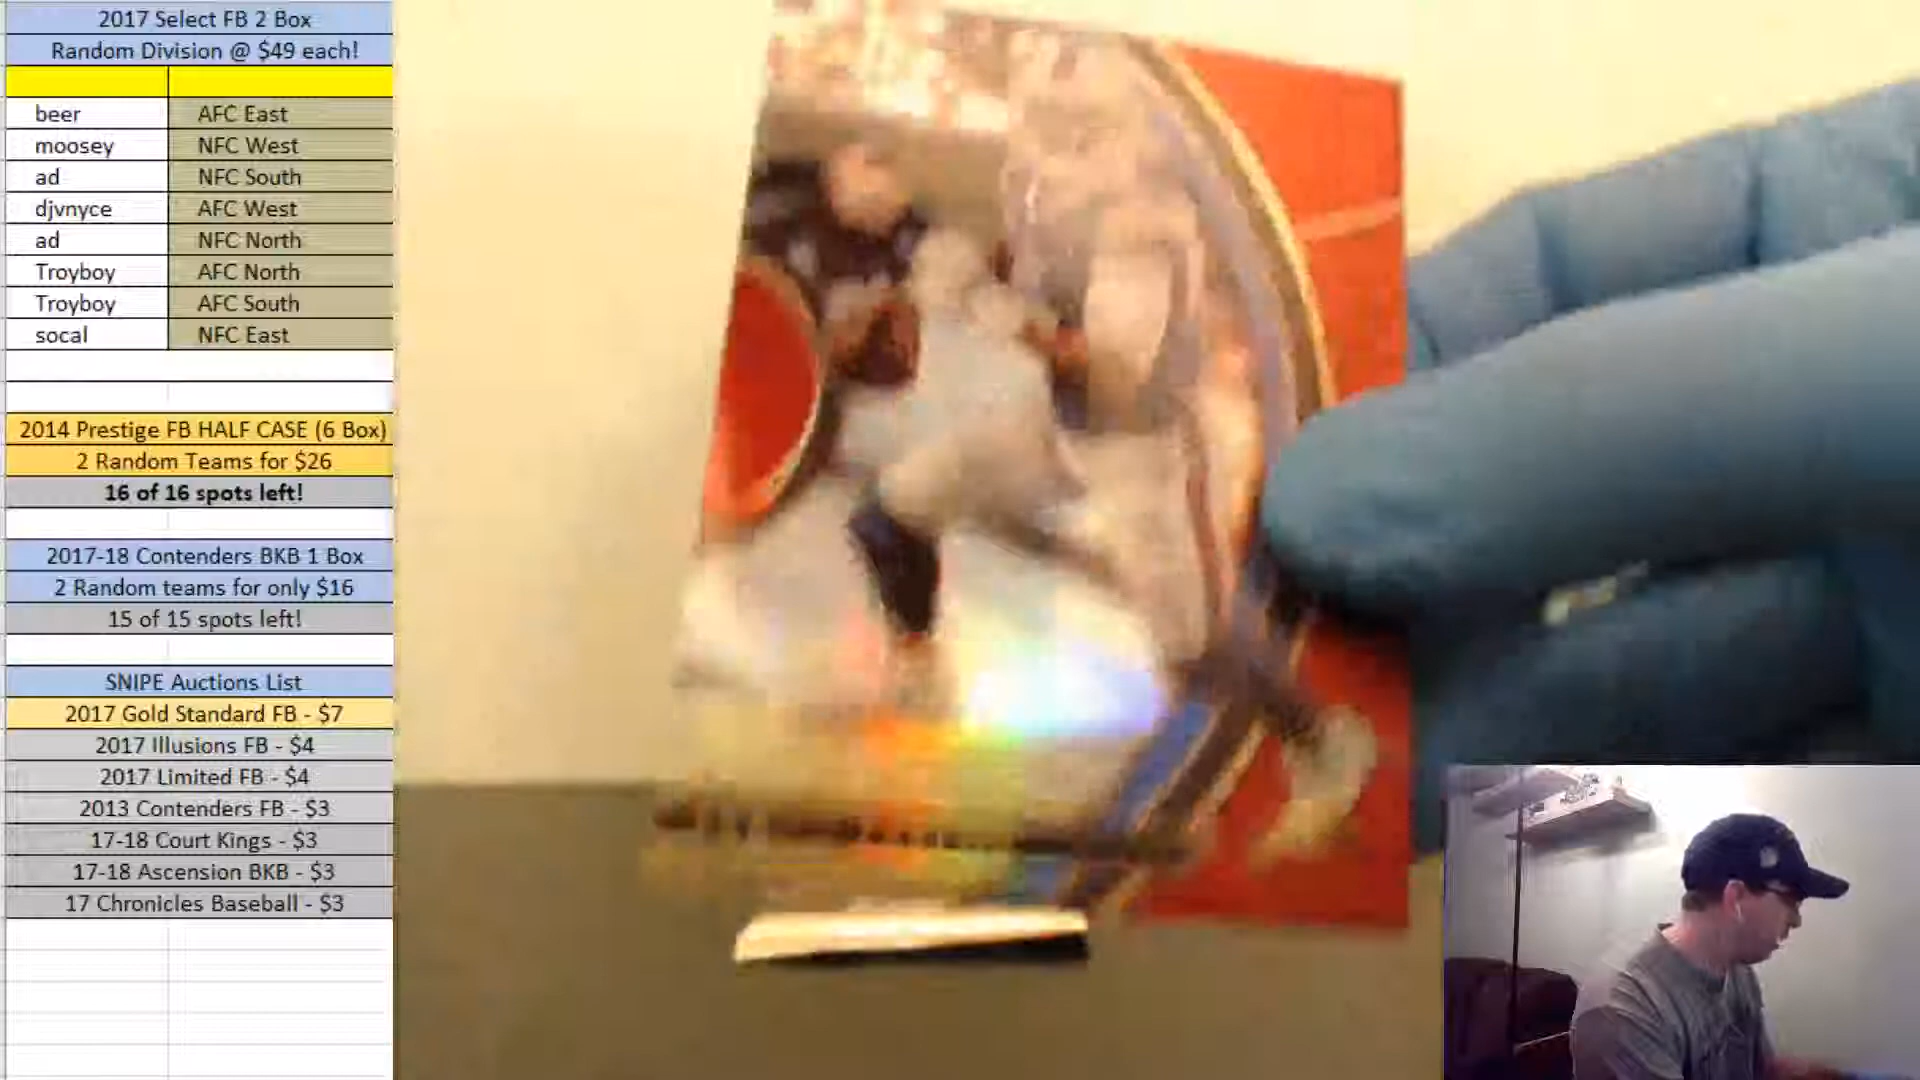 2017 Select FB 2 Box
Random Division @ $49 each!
beer AFC East
moosey NFC West
ad NFC South
djvnyce AFC West
ad NFC North
Troyboy AFC North
Troyboy AFC South
socal NFC East
2014 Prestige FB HALF CASE (6 Box)
2 Random Teams for $26
16 of 16 spots left!
2017-18 Contenders BKB 1 Box
2 Random teams for only $16
15 of 15 spots left!
SNIPE Auctions List
2017 Gold Standard FB - $7
2017 Illusions FB - $4
2017 Limited FB - $4
2013 Contenders FB - $3
17-18 Court Kings - $3
17-18 Ascension BKB - $3
17 Chronicles Baseball - $3